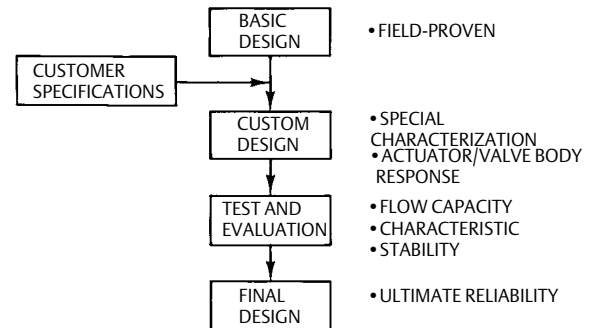 BASIC
DESIGN
•FIELD-PROVEN
CUSTOMER
SPECIFICATIONS
CUSTOM
DESIGN
•SPECIAL
CHARACTERIZATION
•ACTUATOR/VALVE BODY
RESPONSE
TEST AND
EVALUATION
•FLOW CAPACITY
•CHARACTERISTIC
•STABILITY
FINAL
DESIGN
•ULTIMATE RELIABILITY